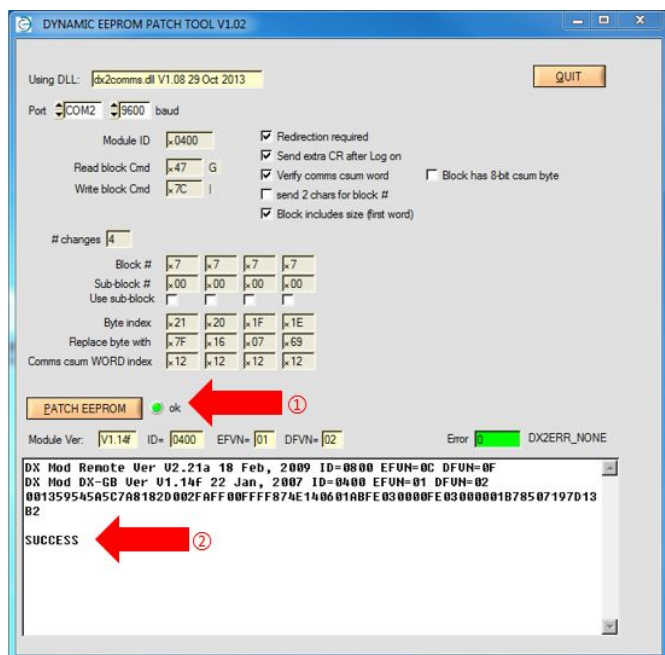 DYNAMIC EEPROM PATCH TOOL V1.02
Using DLL: dx2comms.dll V1.08 29 Oct 2013
QUIT
Port COM2 9600 baud
Module ID x0400
Read block Cmd x47 G
Write block Cmd x7C |
Redirection required
Send extra CR after Log on
Verify comms csum word
Block has 8-bit csum byte
send 2 chars for block #
Block includes size (first word)
# changes 4
Block # x7 x7 x7 x7
Sub-block # x00 x00 x00 x00
Use sub-block
Byte index x21 x20 x1F x1E
Replace byte with x7F x16 x07 x69
Comms csum WORD index x12 x12 x12 x12
PATCH EEPROM ok ①
Module Ver: V1.14f ID= 0400 EFVN= 01 DFVN= 02 Error 0 DX2ERR_NONE
DX Mod Remote Ver V2.21a 18 Feb, 2009 ID=0800 EFVN=0C DFVN=0F
DX Mod DX-GB Ver V1.14f 22 Jan, 2007 ID=0400 EFVN=01 DFVN=02
001359545A5C7A8182D002FAFF00FFFF874E140601ABFE030000FE03000001B78507197D13
B2
SUCCESS ②